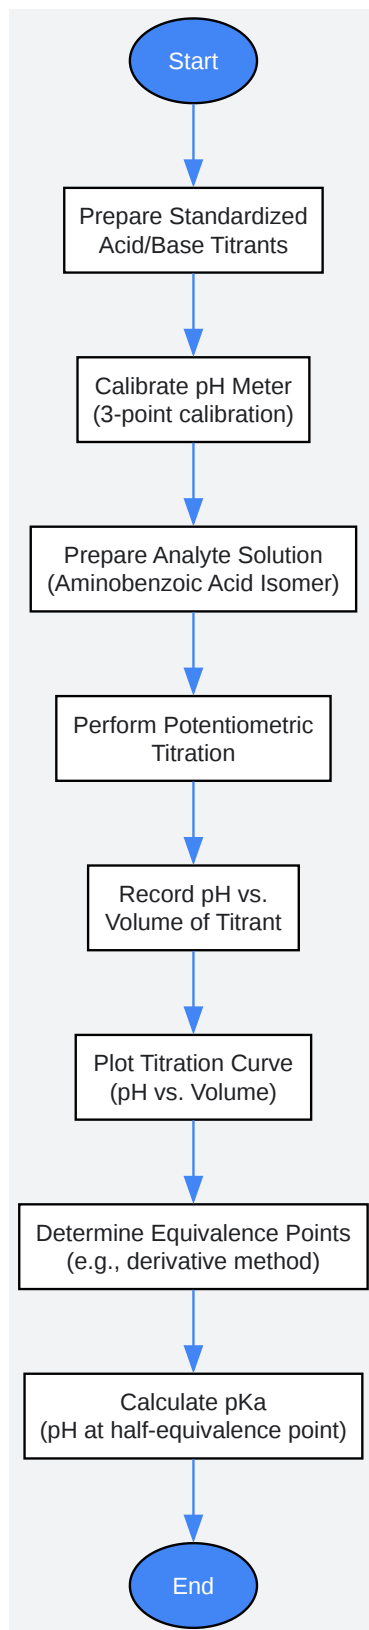 Start
Prepare Standardized
Acid/Base Titrants
Calibrate pH Meter
(3-point calibration)
Prepare Analyte Solution
(Aminobenzoic Acid Isomer)
Perform Potentiometric
Titration
Record pH vs.
Volume of Titrant
Plot Titration Curve
(pH vs. Volume)
Determine Equivalence Points
(e.g., derivative method)
Calculate pKa
(pH at half-equivalence point)
End